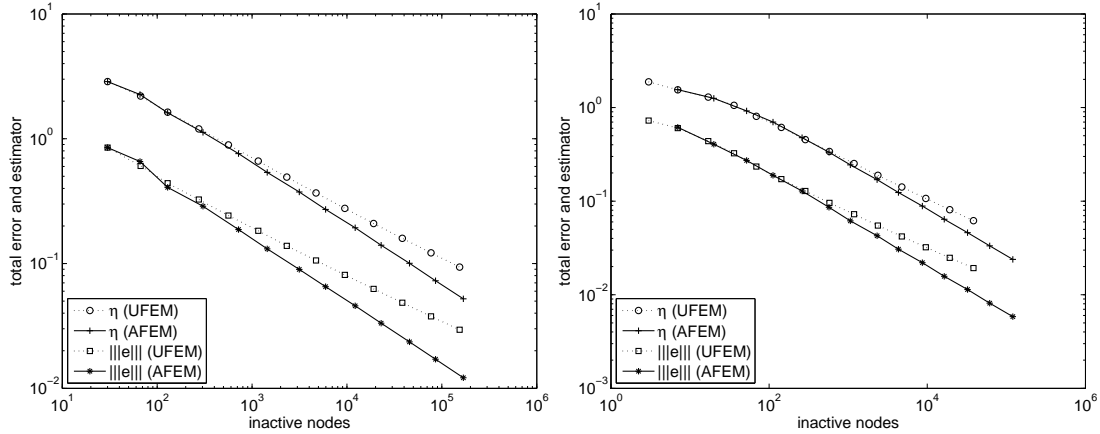 total error and estimator
10^1
10^0
10^-1
10^-2
η (UFEM)
η (AFEM)
|||e||| (UFEM)
|||e||| (AFEM)
10^1
10^2
10^3
10^4
10^5
10^6
inactive nodes
total error and estimator
10^1
10^0
10^-1
10^-2
10^-3
η (UFEM)
η (AFEM)
|||e||| (UFEM)
|||e||| (AFEM)
10^0
10^2
10^4
10^6
inactive nodes